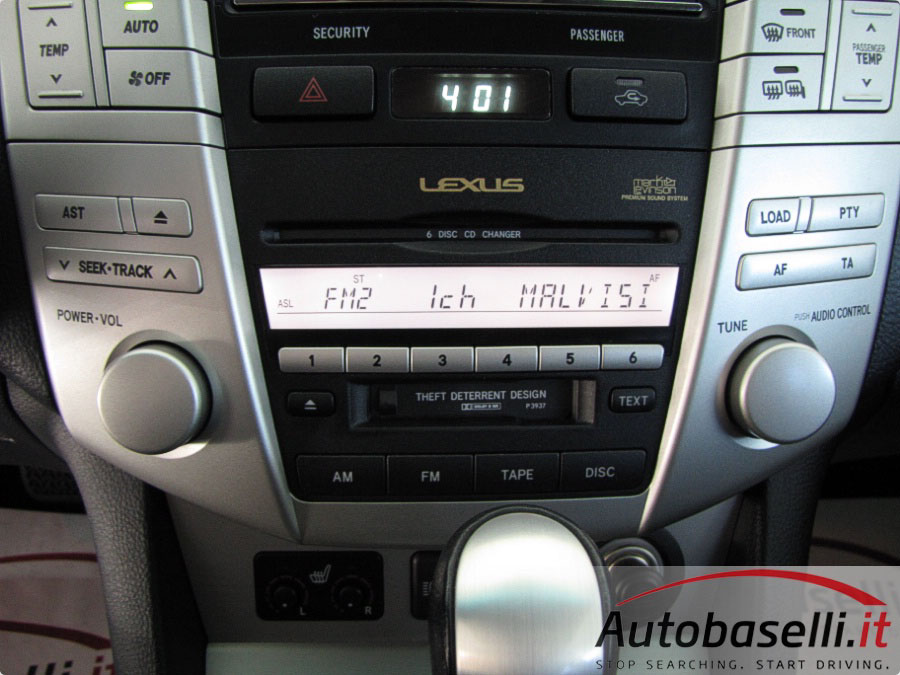 TEMP
AUTO
OFF
SECURITY
PASSENGER
FRONT
PASSENGER
TEMP
4:01
LEXUS
Mark Levinson
PREMIUM SOUND SYSTEM
6 DISC CD CHANGER
AST
LOAD
PTY
SEEK·TRACK
AF
TA
ST
AF
ASL
FM2
1ch
MALVISI
POWER·VOL
TUNE
PUSH AUDIO CONTROL
1 2 3 4 5 6
THEFT DETERRENT DESIGN
P3937
TEXT
AM FM TAPE DISC
L R
Autobaselli.it
STOP SEARCHING. START DRIVING.